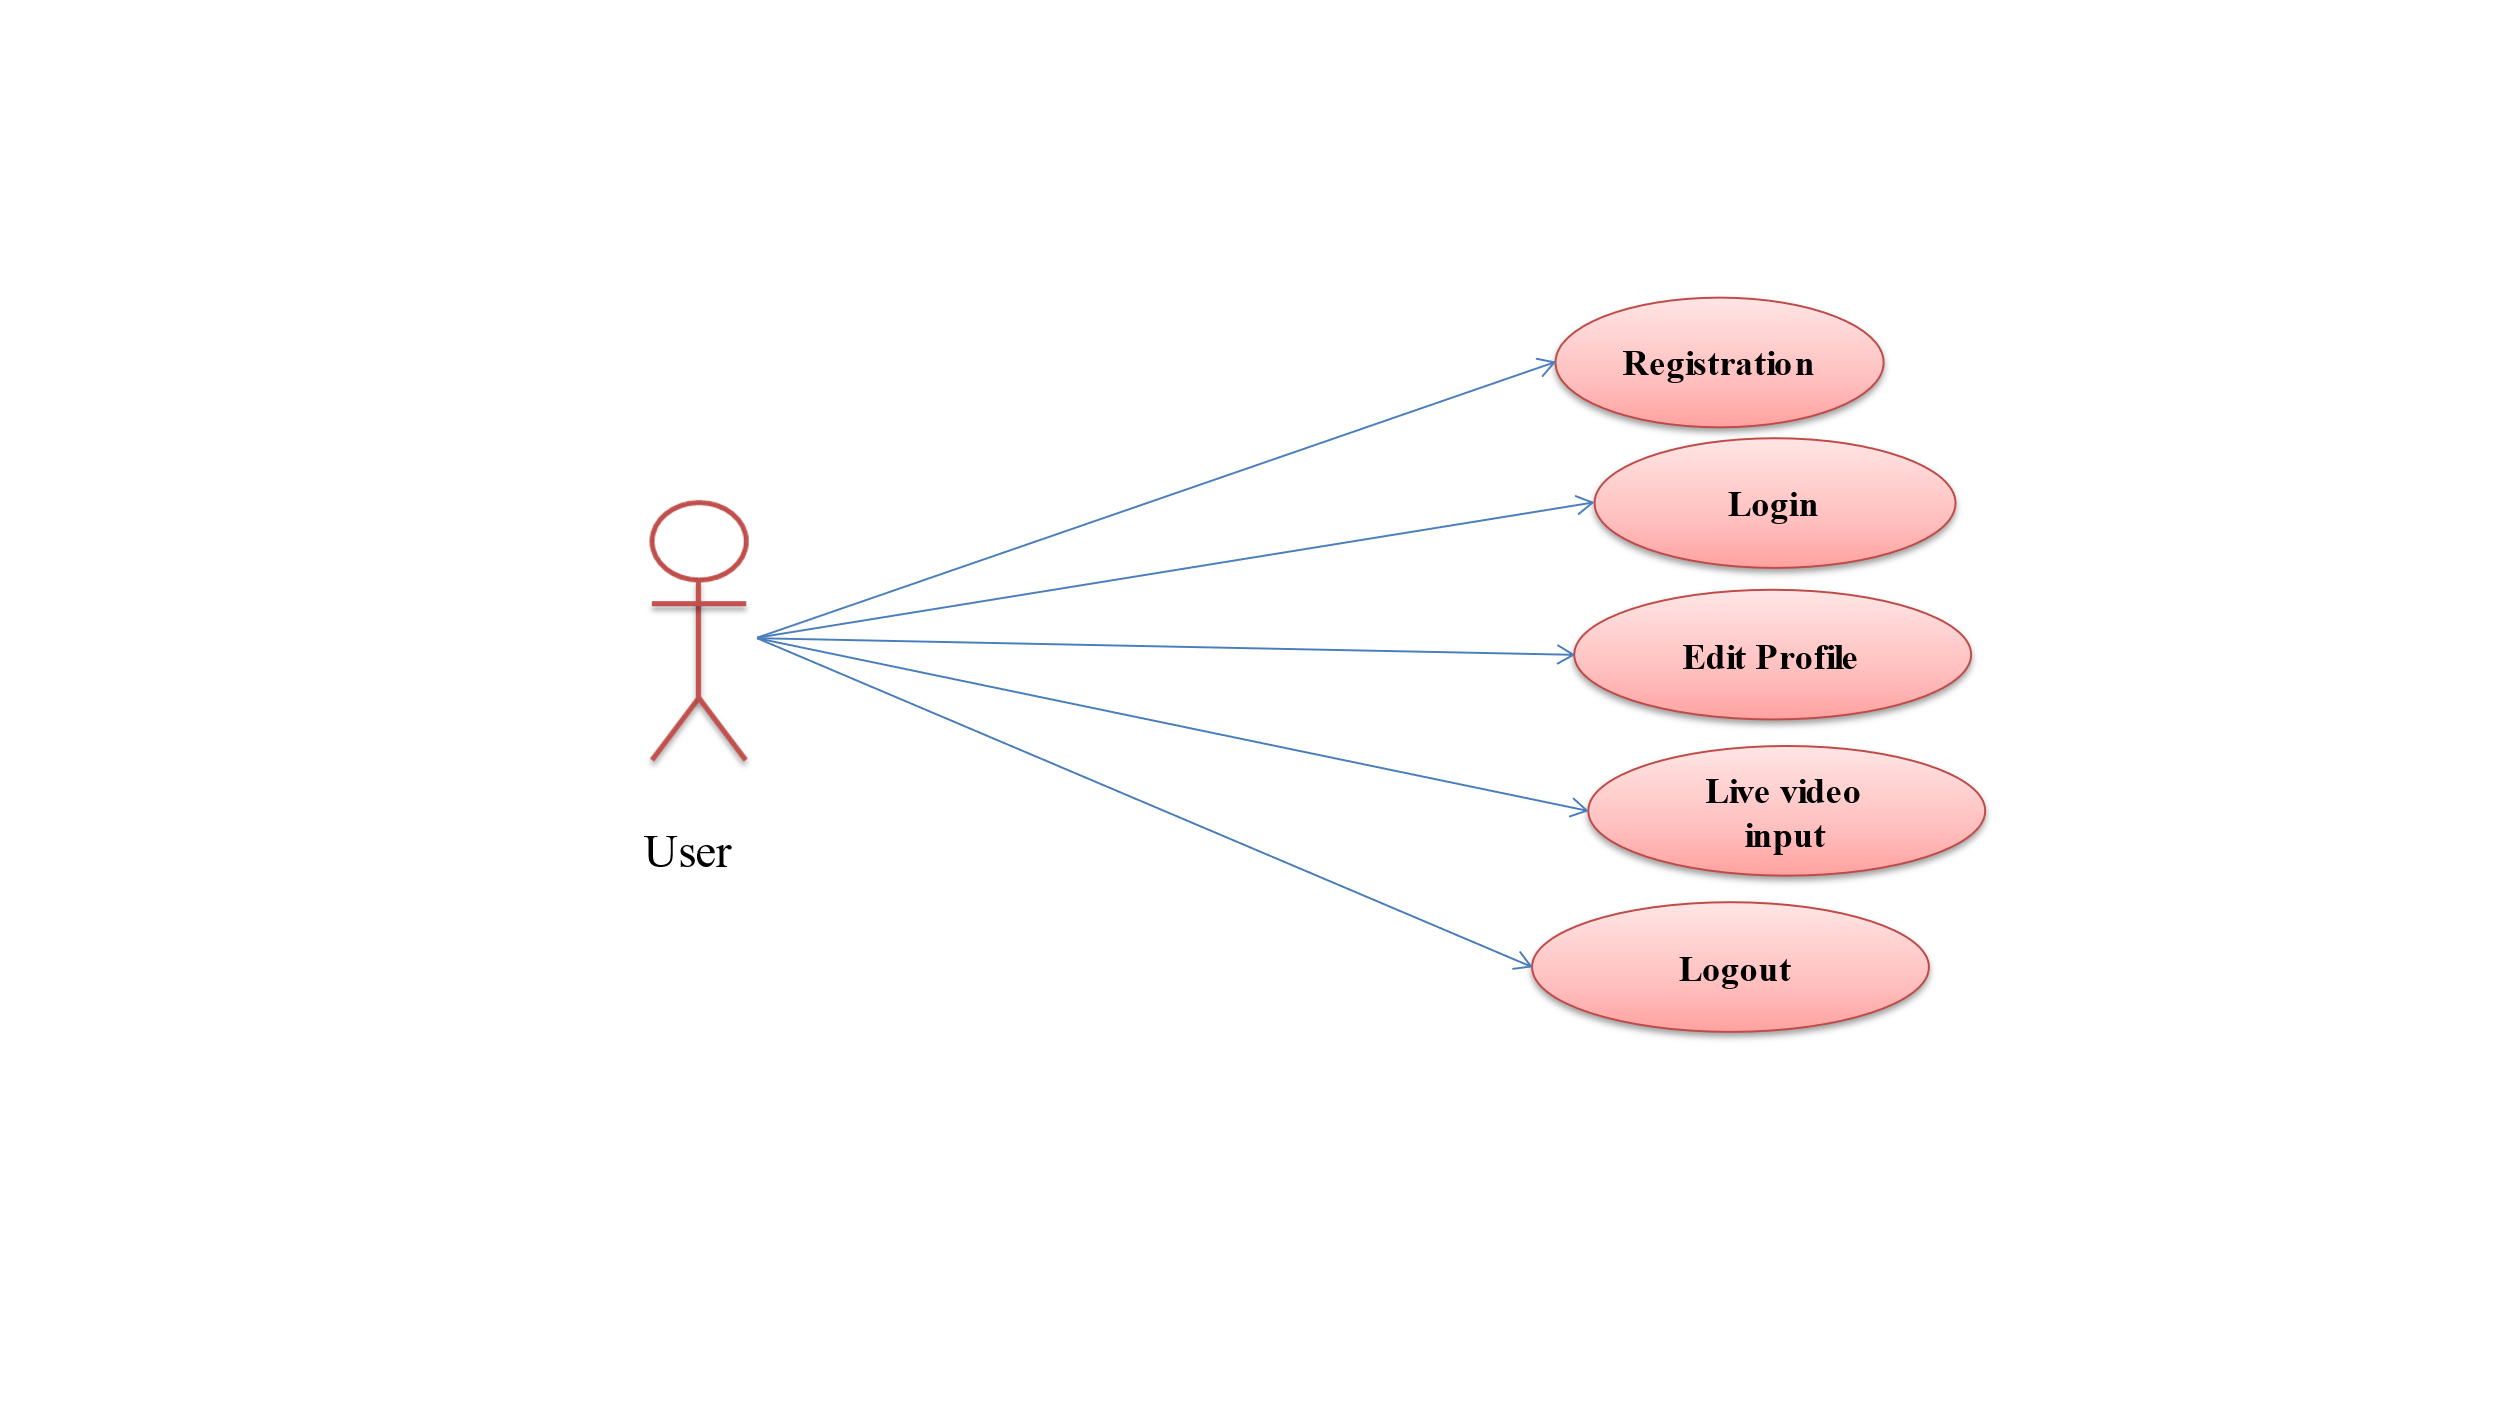 Registration
Login
Edit Profile
Live video
input
User
Logout